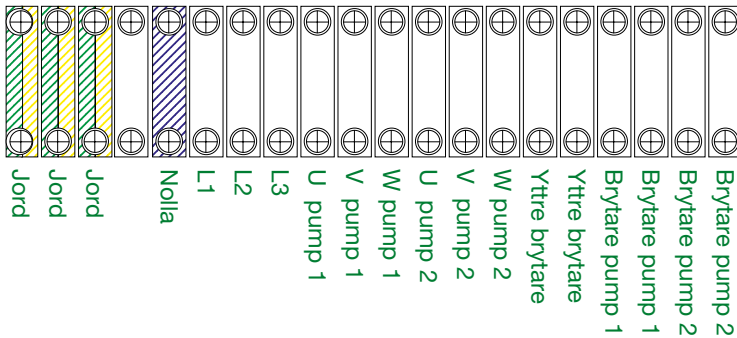 Jord
Jord
Jord
Nolla
L1
L2
L3
U pump 1
V pump 1
W pump 1
U pump 2
V pump 2
W pump 2
Yttre brytare
Yttre brytare
Brytare pump 1
Brytare pump 1
Brytare pump 2
Brytare pump 2